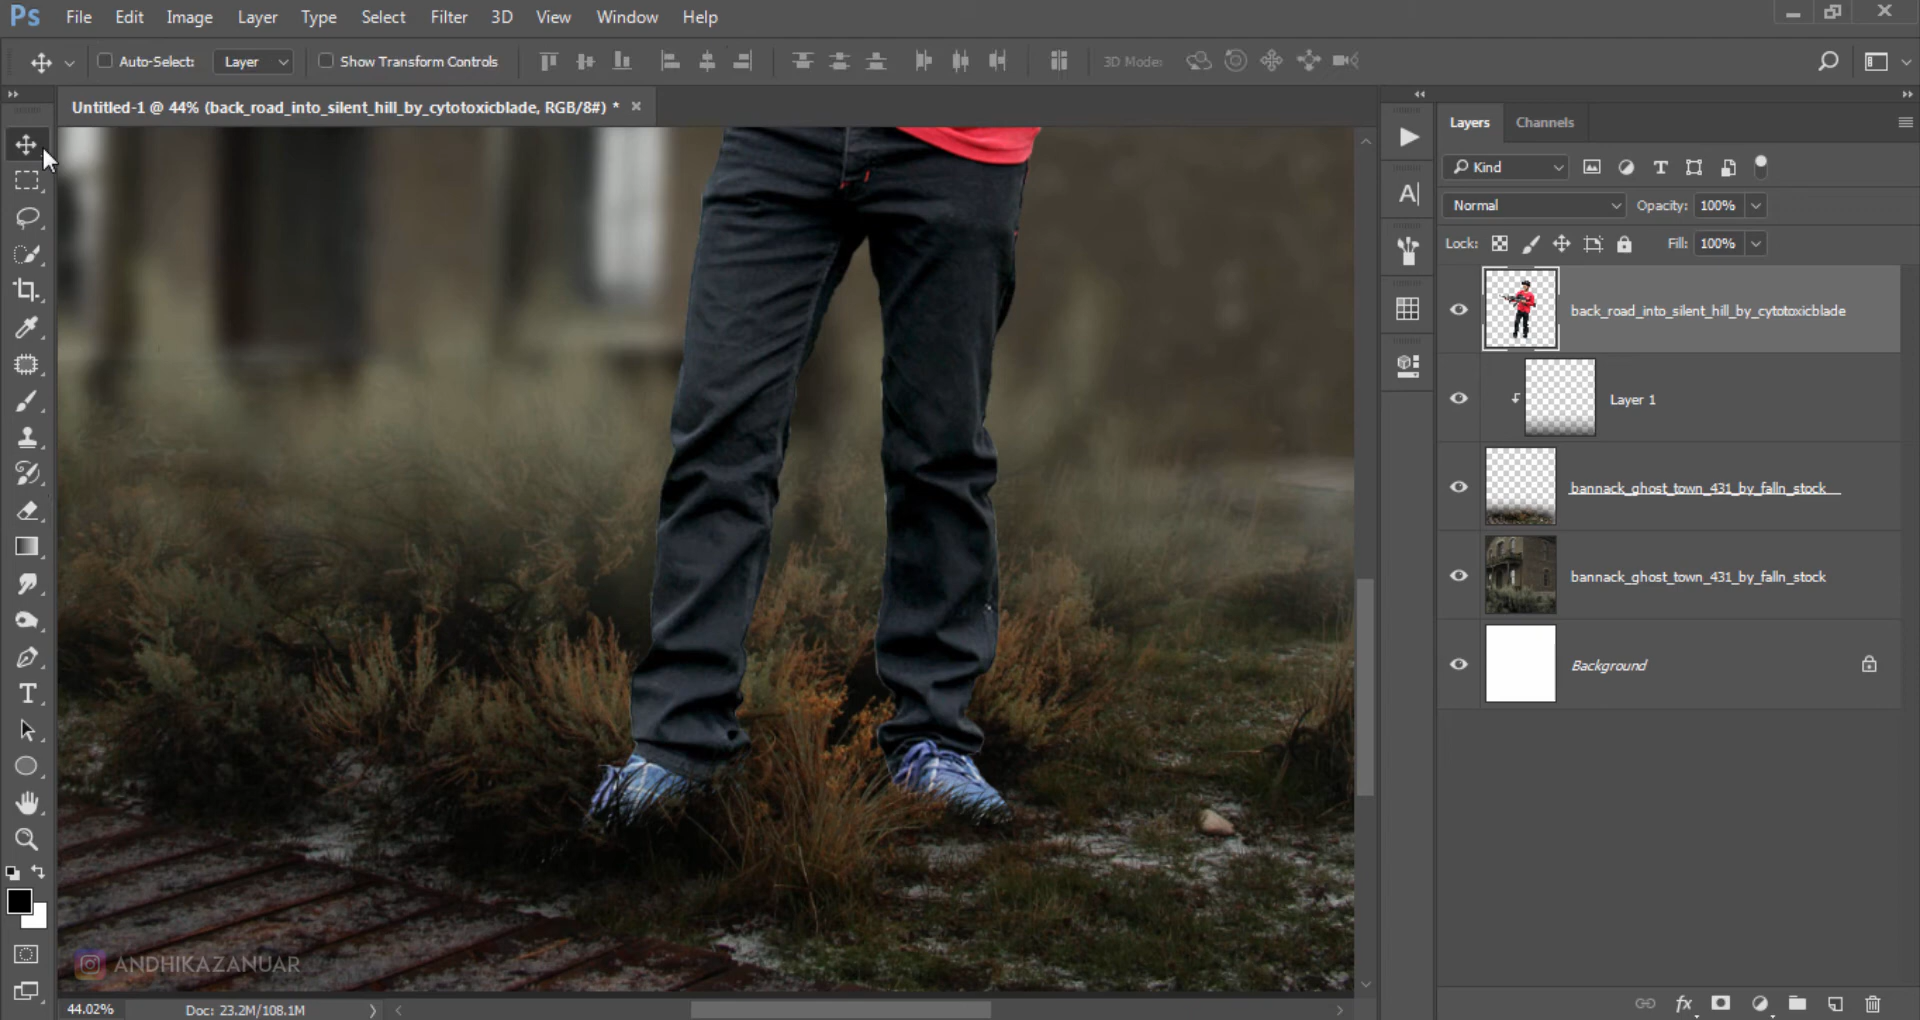 Ps File Edit Image Layer Type Select Filter 3D View Window Help
Auto-Select: Layer Show Transform Controls 3D Mode:
Untitled-1 @ 44% (back_road_into_silent_hill_by_cytotoxicblade, RGB/8#) *
Layers Channels
Kind
Normal Opacity: 100%
Lock: Fill: 100%
back_road_into_silent_hill_by_cytotoxicblade
Layer 1
bannack_ghost_town_431_by_falln_stock
bannack_ghost_town_431_by_falln_stock
Background
ANDHIKAZANUAR
44.02% Doc: 23.2M/108.1M